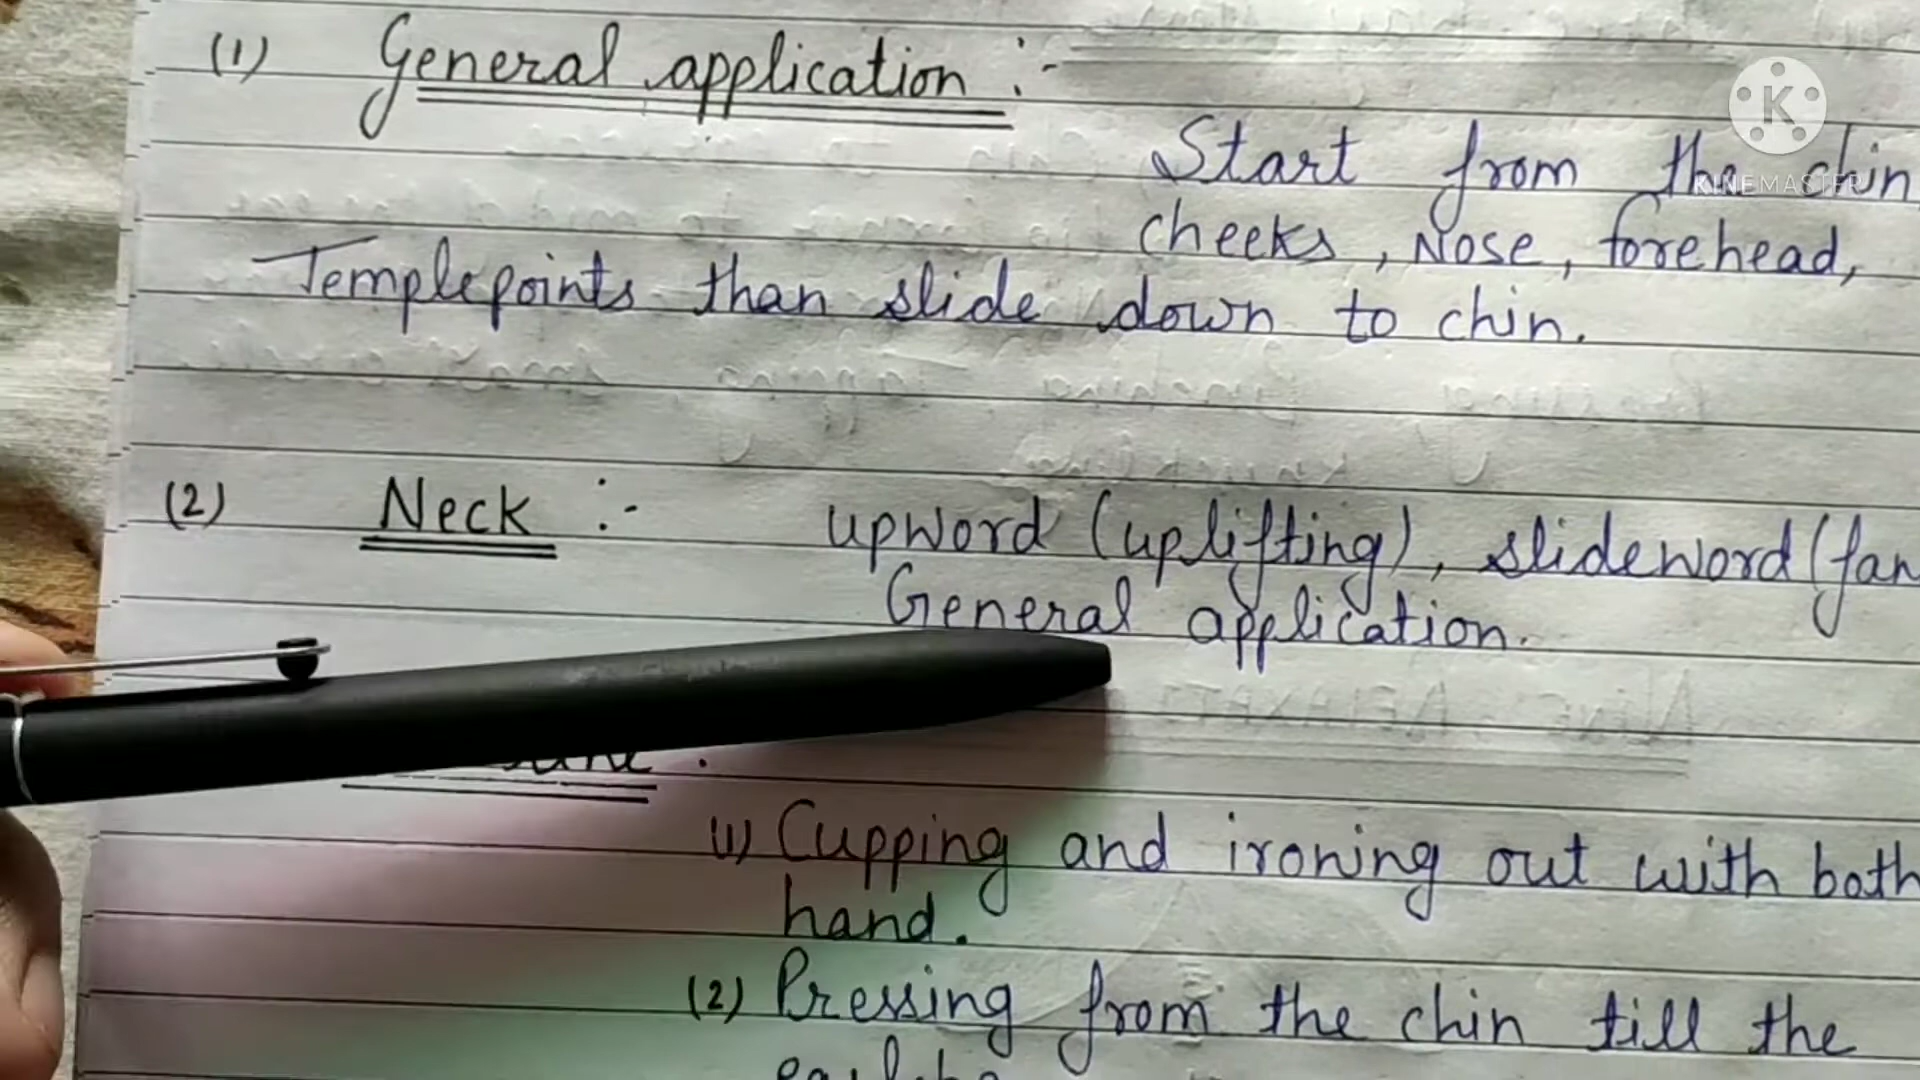 (1) General application :-
Start from the chin
cheeks, Nose, forehead,
Templepoints than slide down to chin.
(2) Neck :- upword (uplifting), slideword (fan
General application.
(1) Cupping and ironing out with both
hand.
(2) Pressing from the chin till the
KINEMASTER